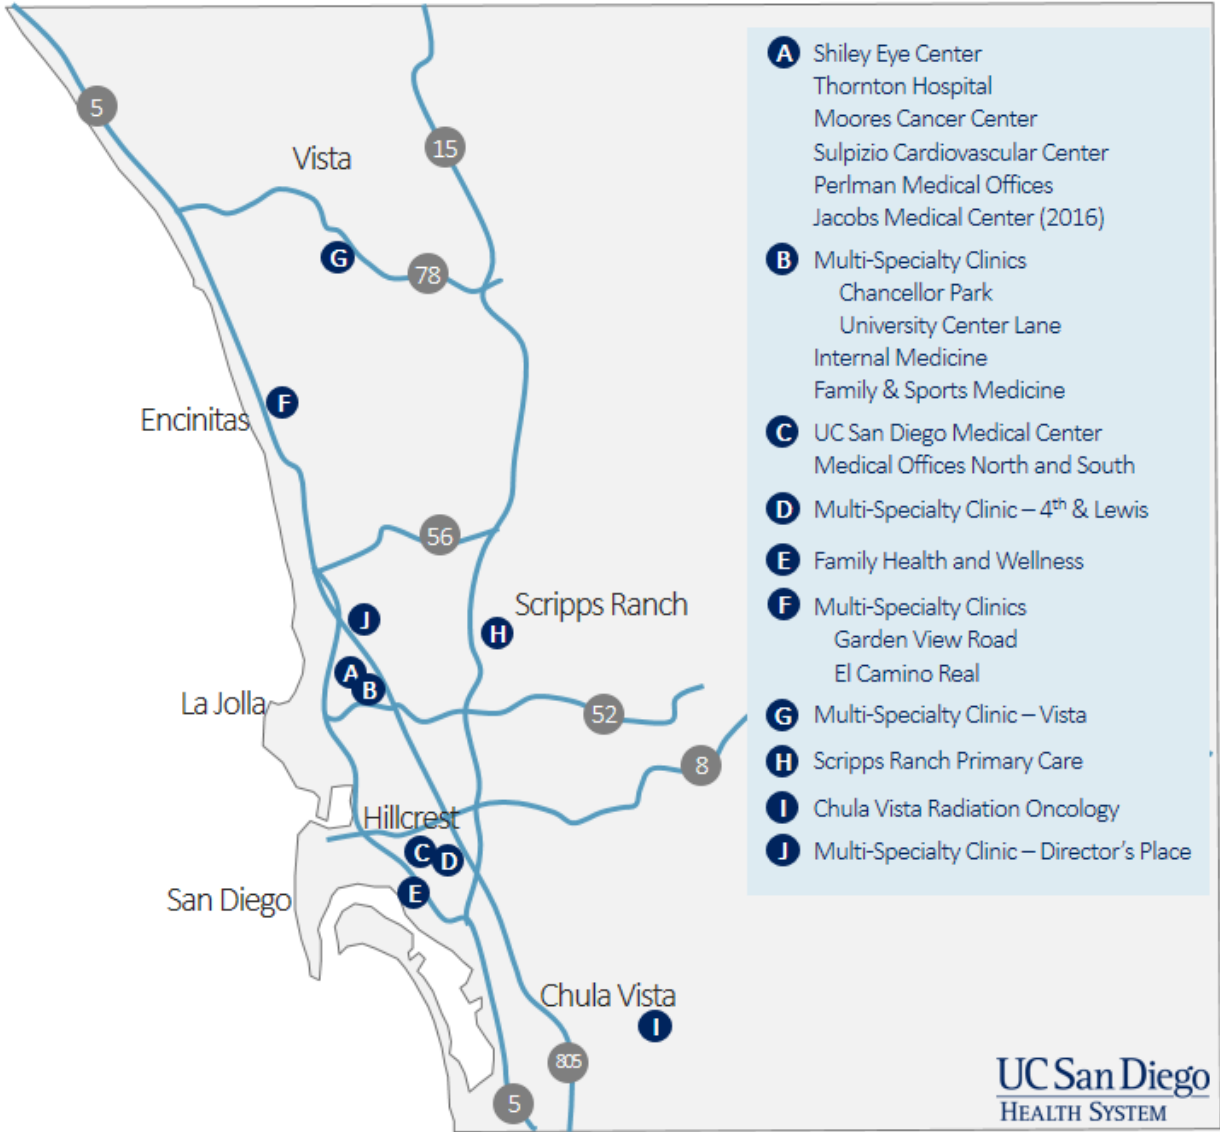 5
15
Vista
G
78
Encinitas
F
56
J
Scripps Ranch
H
A
B
La Jolla
52
8
Hillcrest
C
D
E
San Diego
Chula Vista
I
805
5
A Shiley Eye Center
Thornton Hospital
Moores Cancer Center
Sulpizio Cardiovascular Center
Perlman Medical Offices
Jacobs Medical Center (2016)
B Multi-Specialty Clinics
Chancellor Park
University Center Lane
Internal Medicine
Family & Sports Medicine
C UC San Diego Medical Center
Medical Offices North and South
D Multi-Specialty Clinic – 4th & Lewis
E Family Health and Wellness
F Multi-Specialty Clinics
Garden View Road
El Camino Real
G Multi-Specialty Clinic – Vista
H Scripps Ranch Primary Care
I Chula Vista Radiation Oncology
J Multi-Specialty Clinic – Director's Place
UC San Diego
HEALTH SYSTEM